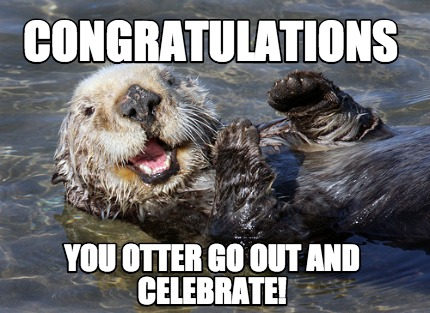 CONGRATULATIONS
YOU OTTER GO OUT AND
CELEBRATE!